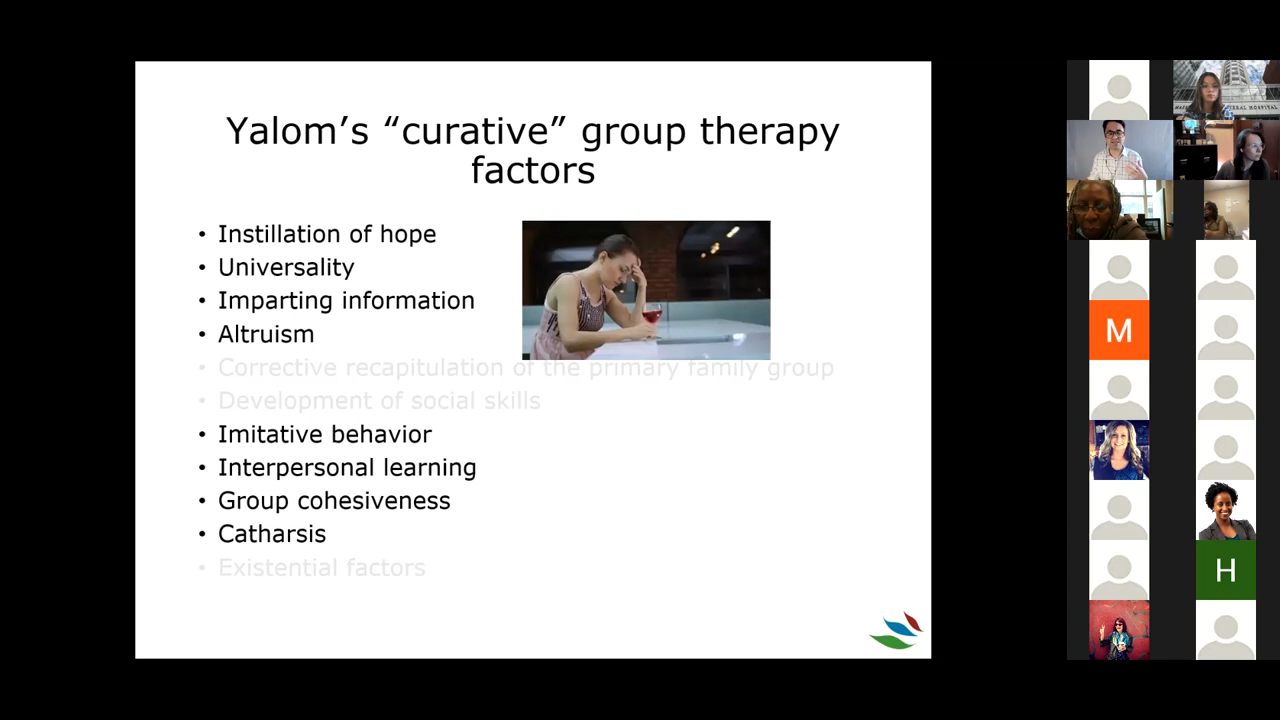 Yalom’s “curative” group therapy
factors
• Instillation of hope
• Universality
• Imparting information
• Altruism
• Corrective recapitulation of the primary family group
• Development of social skills
• Imitative behavior
• Interpersonal learning
• Group cohesiveness
• Catharsis
• Existential factors
M
H